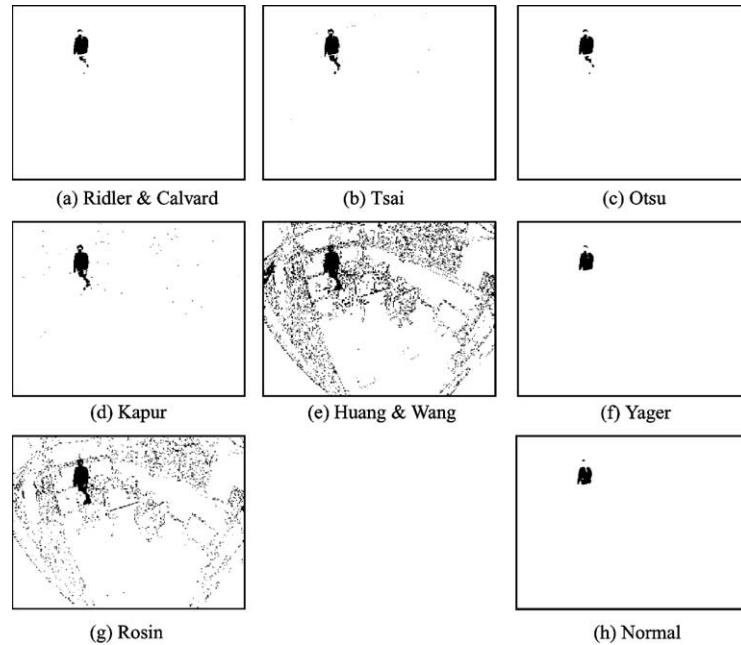 (a) Ridler & Calvard
(b) Tsai
(c) Otsu
(d) Kapur
(e) Huang & Wang
(f) Yager
(g) Rosin
(h) Normal